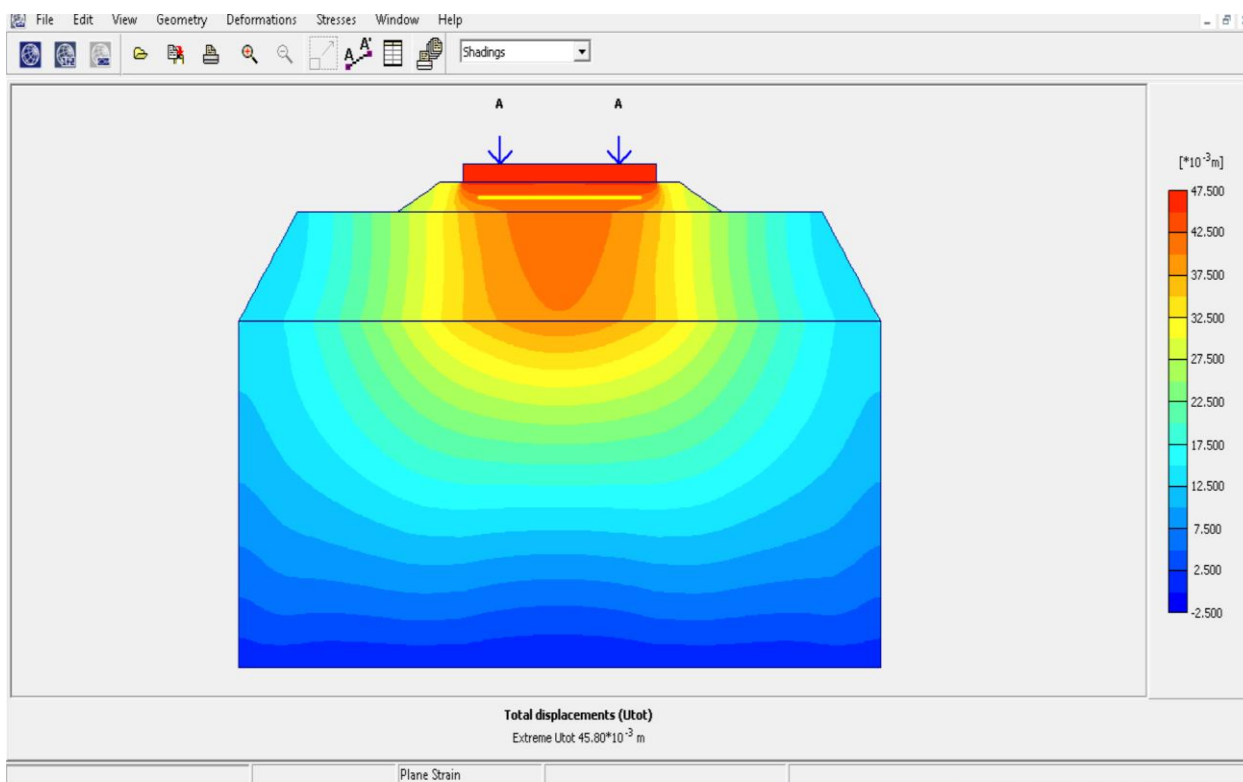 File Edit View Geometry Deformations Stresses Window Help
A A' Shadings
A A
[*10-3m]
47.500
42.500
37.500
32.500
27.500
22.500
17.500
12.500
7.500
2.500
-2.500
Total displacements (Utot)
Extreme Utot 45.80*10-3 m
Plane Strain